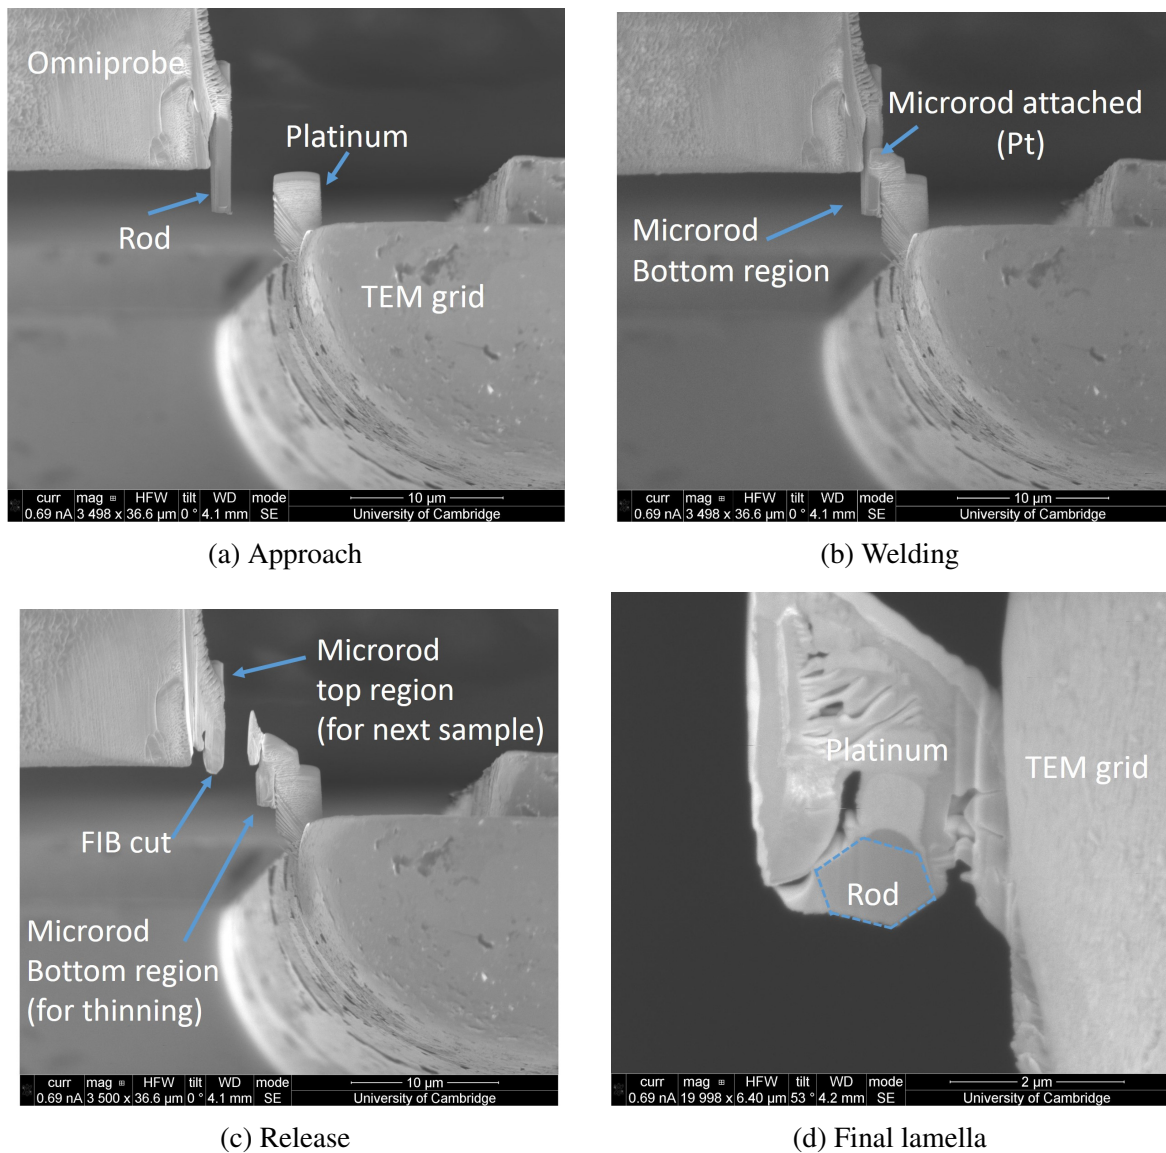 Omniprobe
Platinum
Rod
TEM grid
curr mag ⊞ HFW tilt WD mode
0.69 nA 3 498 x 36.6 µm 0 ° 4.1 mm SE
10 µm
University of Cambridge
(a) Approach
Microrod attached
(Pt)
Microrod
Bottom region
curr mag ⊞ HFW tilt WD mode
0.69 nA 3 498 x 36.6 µm 0 ° 4.1 mm SE
10 µm
University of Cambridge
(b) Welding
Microrod
top region
(for next sample)
FIB cut
Microrod
Bottom region
(for thinning)
curr mag ⊞ HFW tilt WD mode
0.69 nA 3 500 x 36.6 µm 0 ° 4.1 mm SE
10 µm
University of Cambridge
(c) Release
Platinum
TEM grid
Rod
curr mag ⊞ HFW tilt WD mode
0.69 nA 19 998 x 6.40 µm 53 ° 4.2 mm SE
2 µm
University of Cambridge
(d) Final lamella